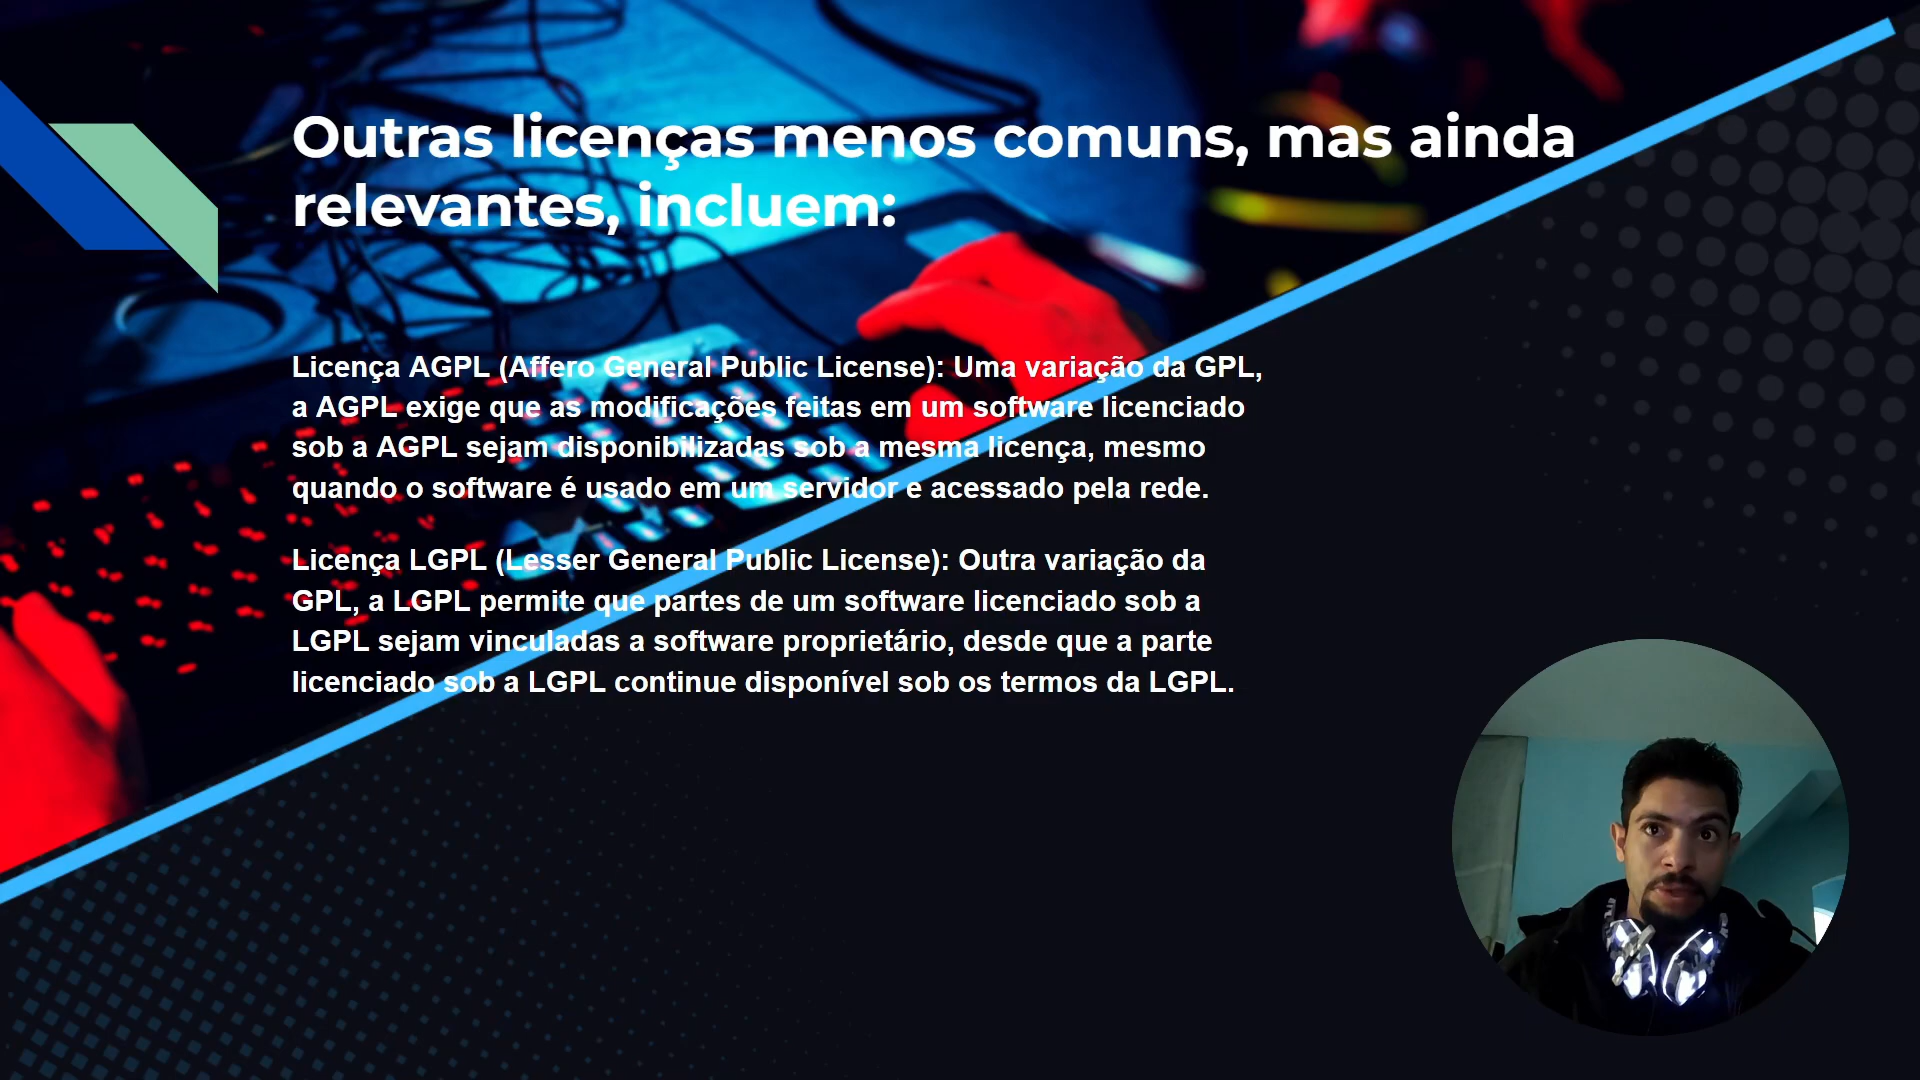 Outras licenças menos comuns, mas ainda
relevantes, incluem:
Licença AGPL (Affero General Public License): Uma variação da GPL,
a AGPL exige que as modificações feitas em um software licenciado
sob a AGPL sejam disponibilizadas sob a mesma licença, mesmo
quando o software é usado em um servidor e acessado pela rede.
Licença LGPL (Lesser General Public License): Outra variação da
GPL, a LGPL permite que partes de um software licenciado sob a
LGPL sejam vinculadas a software proprietário, desde que a parte
licenciado sob a LGPL continue disponível sob os termos da LGPL.